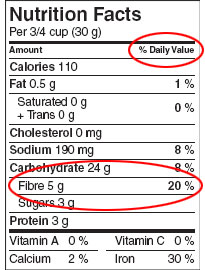 Nutrition Facts
Per 3/4 cup (30 g)
Amount % Daily Value
Calories 110
Fat 0.5 g 1 %
Saturated 0 g
+ Trans 0 g 0 %
Cholesterol 0 mg
Sodium 190 mg 8 %
Carbohydrate 24 g 8 %
Fibre 5 g 20 %
Sugars 3 g
Protein 3 g
Vitamin A 0 % Vitamin C 0 %
Calcium 2 % Iron 30 %